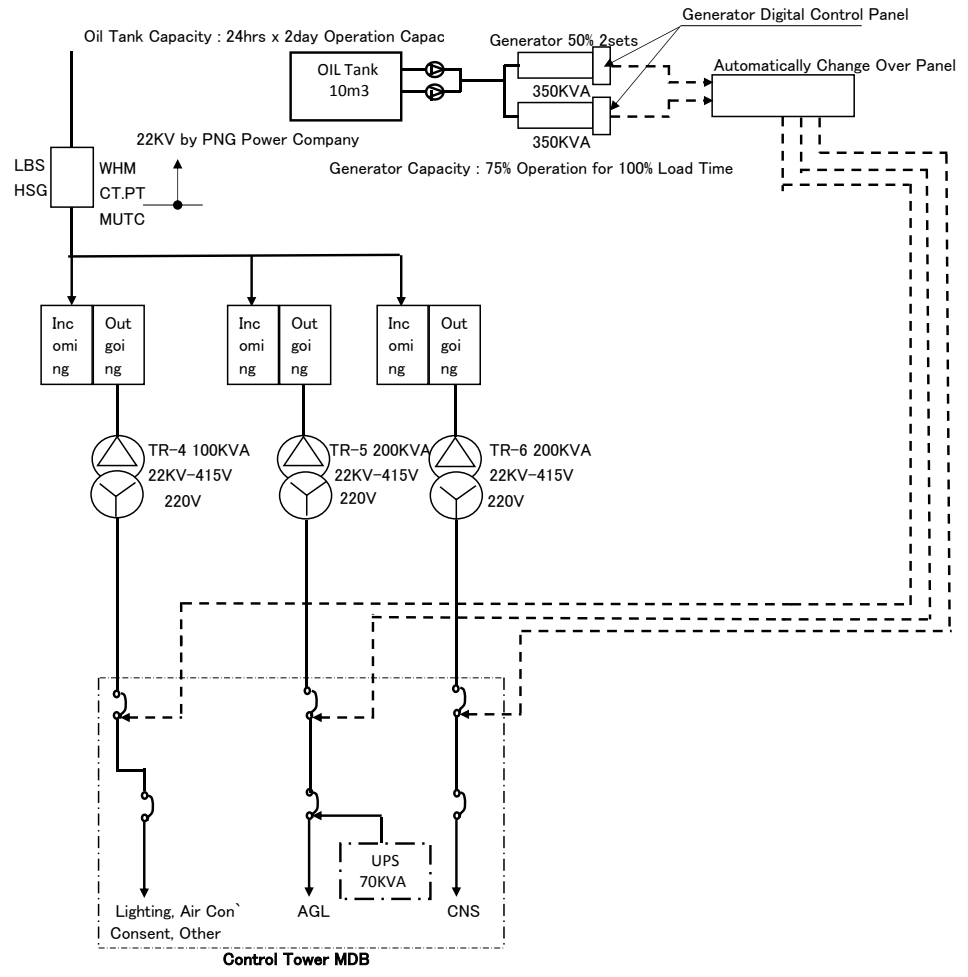 Generator Digital Control Panel
Oil Tank Capacity : 24hrs x 2day Operation Capac
Generator 50% 2sets
OIL Tank
10m3
Automatically Change Over Panel
350KVA
350KVA
22KV by PNG Power Company
Generator Capacity : 75% Operation for 100% Load Time
LBS
HSG
WHM
CT.PT
MUTC
Inc
omi
ng
Out
goi
ng
Inc
omi
ng
Out
goi
ng
Inc
omi
ng
Out
goi
ng
TR-4 100KVA
22KV-415V
220V
TR-5 200KVA
22KV-415V
220V
TR-6 200KVA
22KV-415V
220V
UPS
70KVA
Lighting, Air Con`
Consent, Other
AGL
CNS
Control Tower MDB